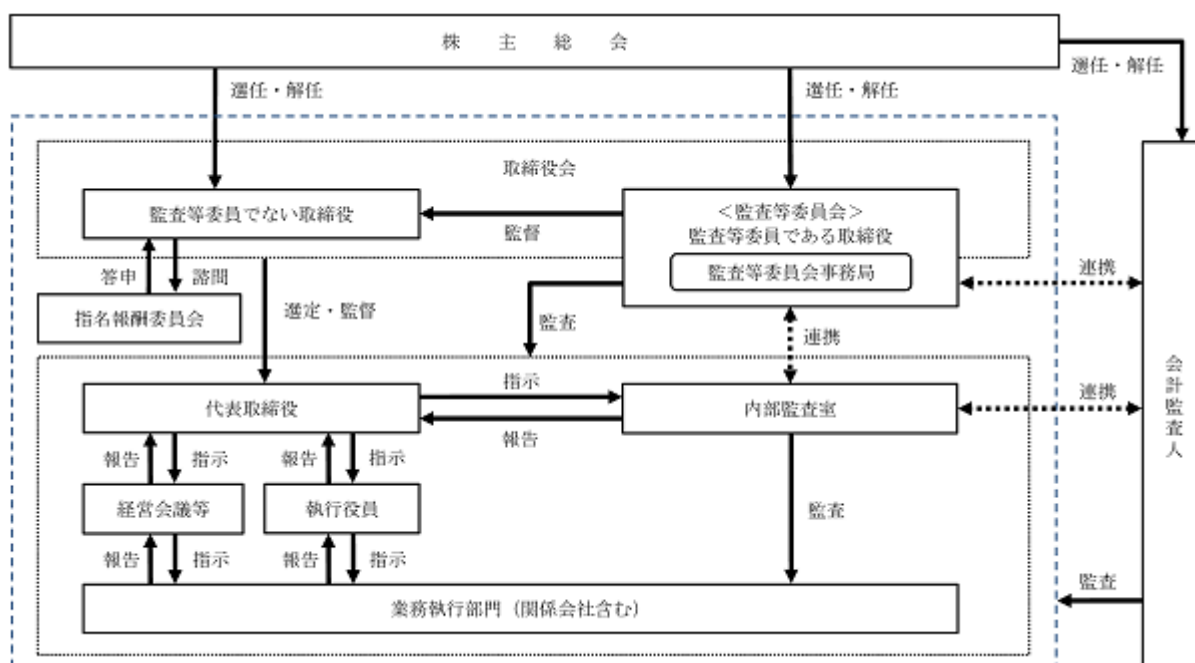 株主総会
選任・解任
選任・解任
選任・解任
取締役会
監査等委員でない取締役
＜監査等委員会＞
監査等委員である取締役
監査等委員会事務局
監督
答申
諮問
連携
指名報酬委員会
選定・監督
監査
連携
代表取締役
指示
報告
内部監査室
連携
会計監査人
報告
指示
報告
指示
経営会議等
執行役員
監査
報告
指示
報告
指示
監査
業務執行部門（関係会社含む）